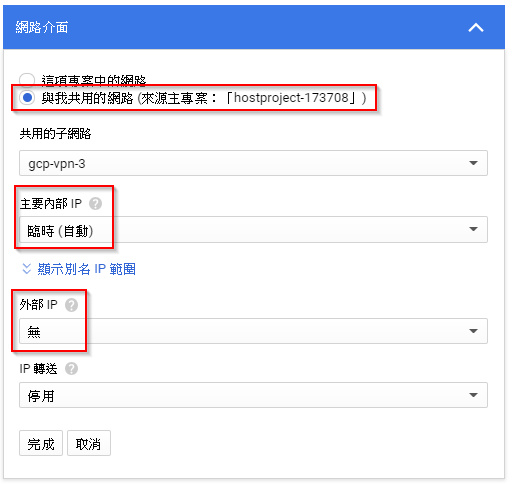 網路介面
這項專案中的網路
與我共用的網路 (來源主專案：「hostproject-173708」)
共用的子網路
gcp-vpn-3
主要內部 IP ?
臨時 (自動)
顯示別名 IP 範圍
外部 IP ?
無
IP 轉送 ?
停用
完成 取消